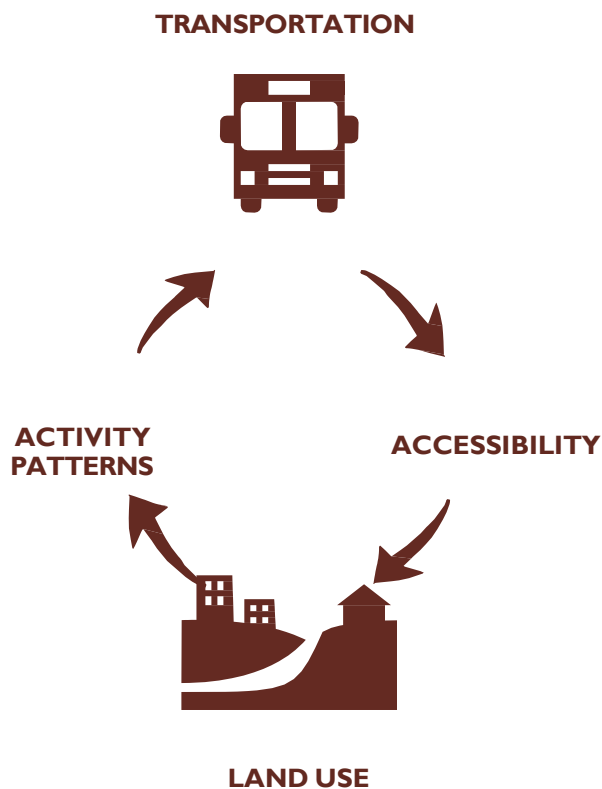 TRANSPORTATION
ACTIVITY
PATTERNS
ACCESSIBILITY
LAND USE